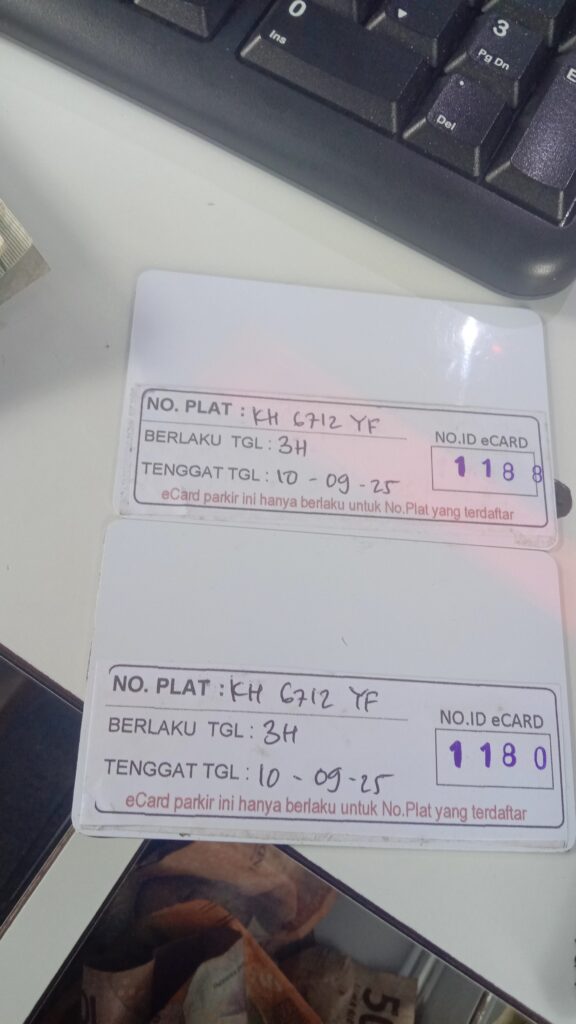 0
Ins
3
Pg Dn
.
Del
E
NO. PLAT : KH 6712 YF
BERLAKU TGL : 3H
NO.ID eCARD
TENGGAT TGL : 10 - 09 - 25
1188
eCard parkir ini hanya berlaku untuk No.Plat yang terdaftar
NO. PLAT : KH 6712 YF
BERLAKU TGL : 3H
NO.ID eCARD
TENGGAT TGL : 10 - 09 - 25
1180
eCard parkir ini hanya berlaku untuk No.Plat yang terdaftar
50